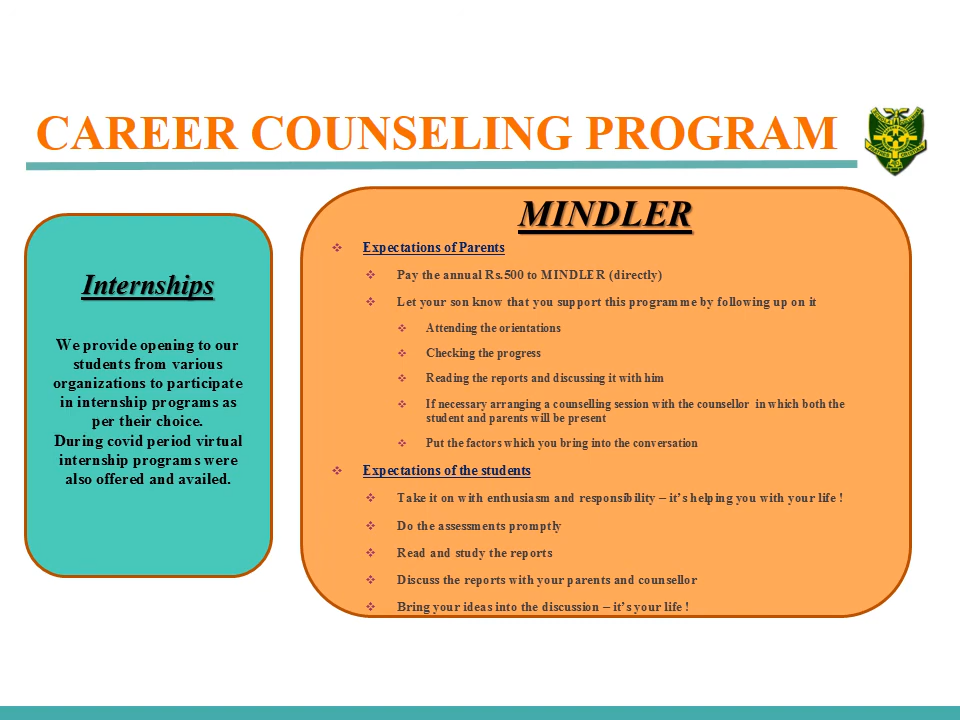 CAREER COUNSELING PROGRAM
Internships
We provide opening to our
students from various
organizations to participate
in internship programs as
per their choice.
During covid period virtual
internship programs were
also offered and availed.
MINDLER
Expectations of Parents
Pay the annual Rs.500 to MINDLER (directly)
Let your son know that you support this programme by following up on it
Attending the orientations
Checking the progress
Reading the reports and discussing it with him
If necessary arranging a counselling session with the counsellor in which both the
student and parents will be present
Put the factors which you bring into the conversation
Expectations of the students
Take it on with enthusiasm and responsibility – it’s helping you with your life !
Do the assessments promptly
Read and study the reports
Discuss the reports with your parents and counsellor
Bring your ideas into the discussion – it’s your life !